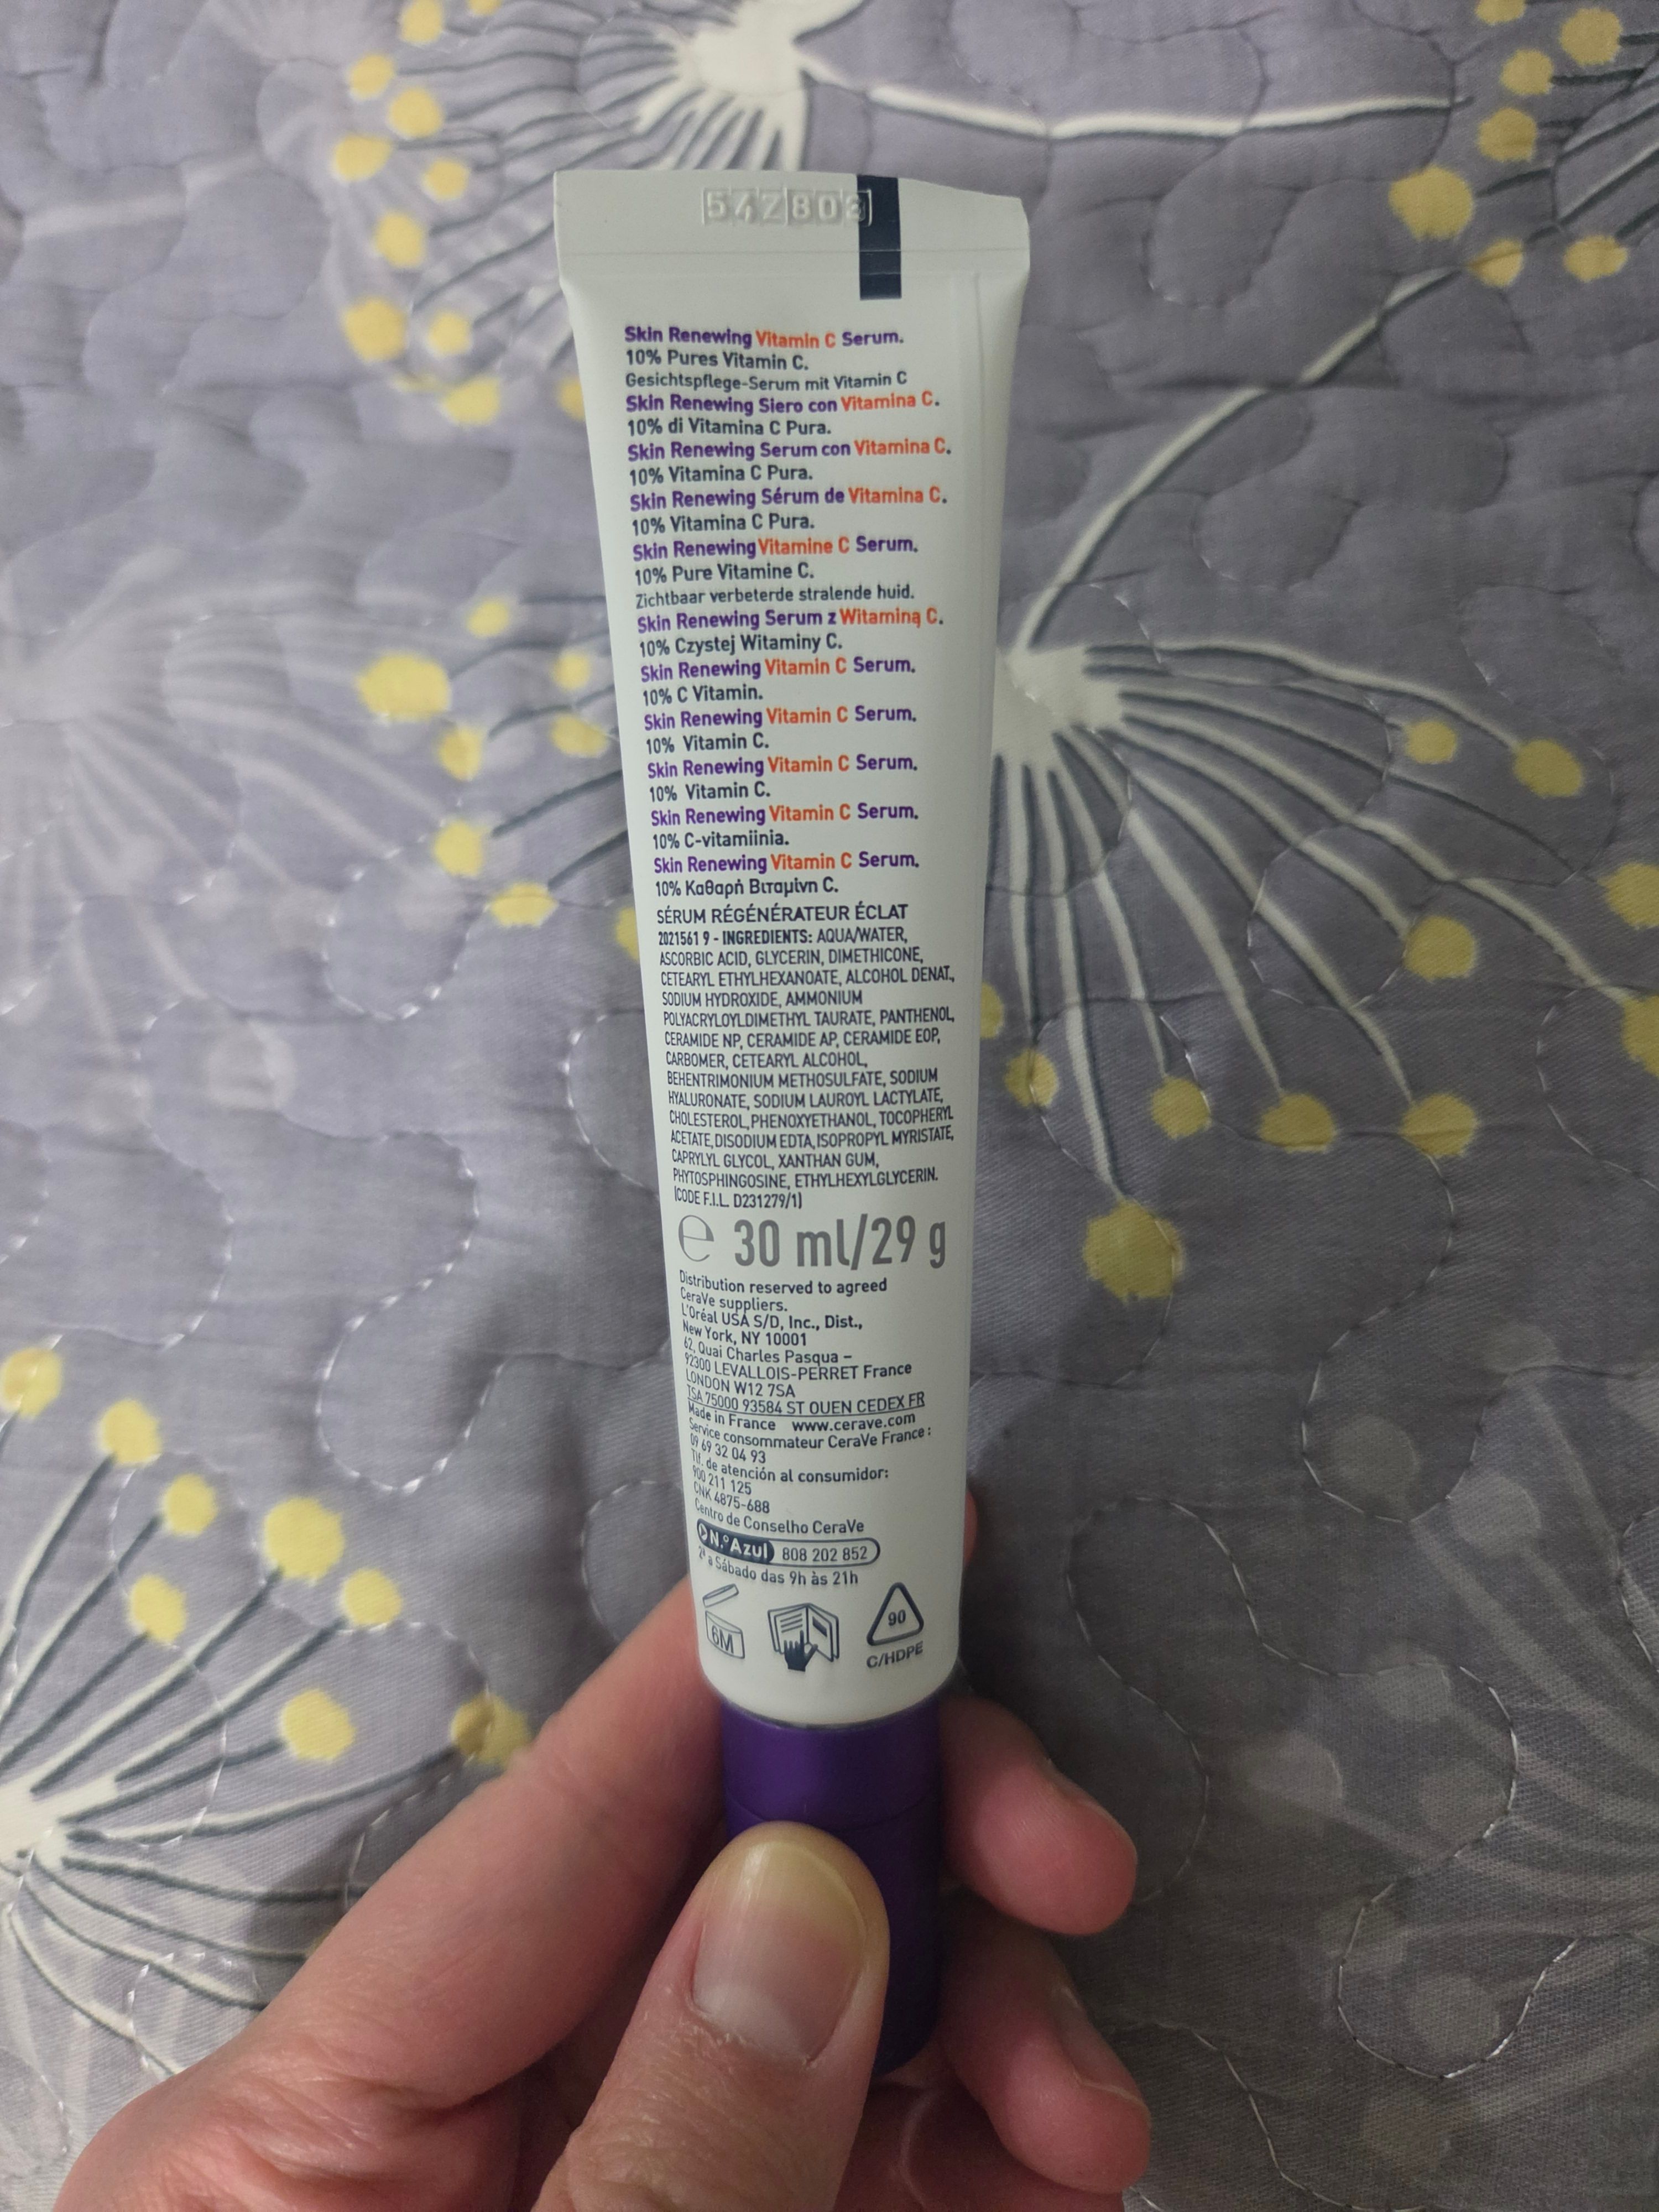 54Z803
Skin Renewing Vitamin C Serum.
10% Pures Vitamin C.
Gesichtspflege-Serum mit Vitamin C
Skin Renewing Siero con Vitamina C.
10% di Vitamina C Pura.
Skin Renewing Serum con Vitamina C.
10% Vitamina C Pura.
Skin Renewing Sérum de Vitamina C.
10% Vitamina C Pura.
Skin Renewing Vitamine C Serum.
10% Pure Vitamine C.
Zichtbaar verbeterde stralende huid.
Skin Renewing Serum z Witaminą C.
10% Czystej Witaminy C.
Skin Renewing Vitamin C Serum.
10% C Vitamin.
Skin Renewing Vitamin C Serum.
10% Vitamin C.
Skin Renewing Vitamin C Serum.
10% Vitamin C.
Skin Renewing Vitamin C Serum.
10% C-vitamiinia.
Skin Renewing Vitamin C Serum.
10% Καθαρή Βιταμίνη C.
SÉRUM RÉGÉNÉRATEUR ÉCLAT
2021561 9 - INGREDIENTS: AQUA/WATER,
ASCORBIC ACID, GLYCERIN, DIMETHICONE,
CETEARYL ETHYLHEXANOATE, ALCOHOL DENAT.,
SODIUM HYDROXIDE, AMMONIUM
POLYACRYLOYLDIMETHYL TAURATE, PANTHENOL,
CERAMIDE NP, CERAMIDE AP, CERAMIDE EOP,
CARBOMER, CETEARYL ALCOHOL,
BEHENTRIMONIUM METHOSULFATE, SODIUM
HYALURONATE, SODIUM LAUROYL LACTYLATE,
CHOLESTEROL, PHENOXYETHANOL, TOCOPHERYL
ACETATE, DISODIUM EDTA, ISOPROPYL MYRISTATE,
CAPRYLYL GLYCOL, XANTHAN GUM,
PHYTOSPHINGOSINE, ETHYLHEXYLGLYCERIN.
(CODE F.I.L. D231279/1)
e 30 ml/29 g
Distribution reserved to agreed
CeraVe suppliers.
L'Oréal USA S/D, Inc., Dist.,
New York, NY 10001
62, Quai Charles Pasqua –
92300 LEVALLOIS-PERRET France
LONDON W12 7SA
TSA 75000 93584 ST OUEN CEDEX FR
Made in France www.cerave.com
Service consommateur CeraVe France :
09 69 32 04 93
Tlf. de atención al consumidor:
900 211 125
CNK 4875-688
Centro de Conselho CeraVe
N.º Azul 808 202 852
2ª a Sábado das 9h às 21h
6M
90
C/HDPE